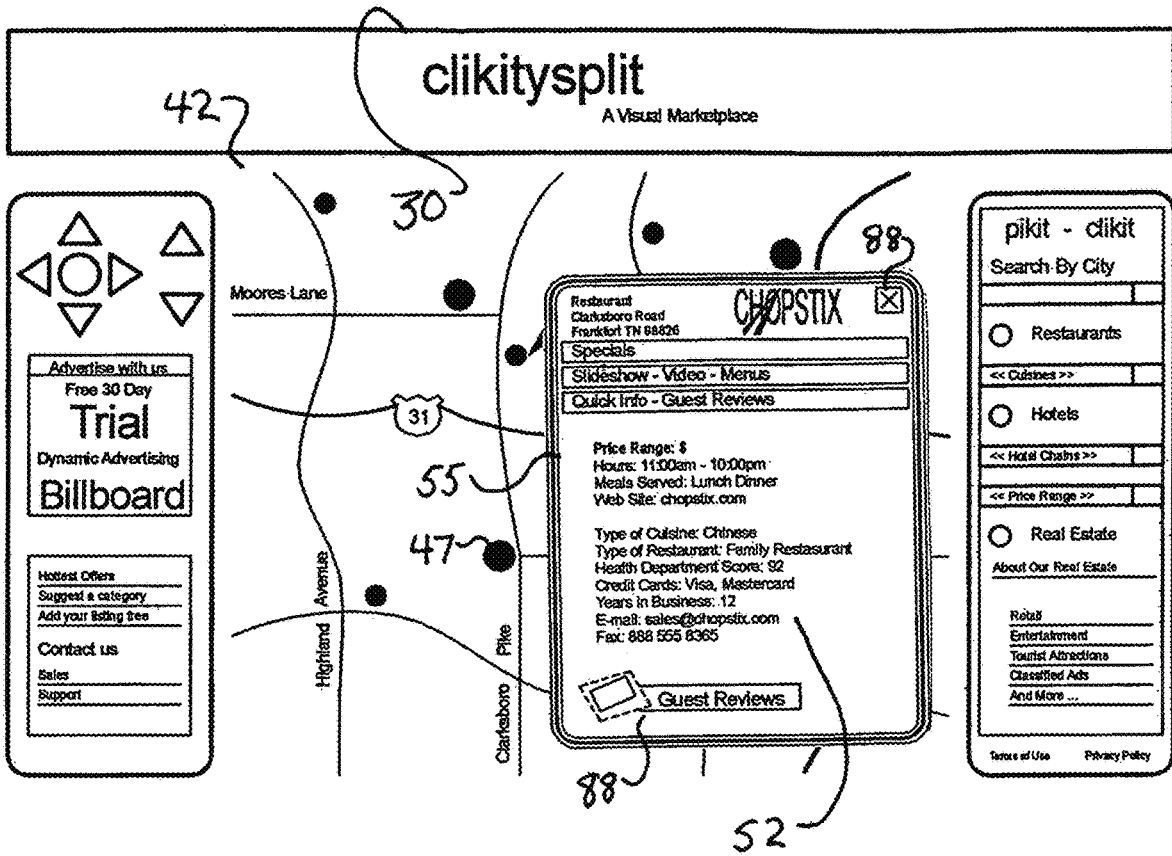 clikitysplit
A Visual Marketplace
42
30
Advertise with us
Free 30 Day
Trial
Dynamic Advertising
Billboard
Hottest Offers
Suggest a category
Add your listing free
Contact us
Sales
Support
Moores Lane
31
Highland Avenue
Clarksboro Pike
55
47
88
Restaurant
Clarksboro Road
Frankfort TN 98826
CHOPSTIX
Specials
Slideshow - Video - Menus
Quick Info - Guest Reviews
Price Range: $
Hours: 11:00am - 10:00pm
Meals Served: Lunch Dinner
Web Site: chopstix.com
Type of Cuisine: Chinese
Type of Restaurant: Family Restasurant
Health Department Score: 92
Credit Cards: Visa, Mastercard
Years in Business: 12
E-mail: sales@chopstix.com
Fax: 888 555 8365
Guest Reviews
88
52
pikit - clikit
Search By City
Restaurants
<< Cuisines >>
Hotels
<< Hotel Chains >>
<< Price Range >>
Real Estate
About Our Real Estate
Retail
Entertainment
Tourist Attractions
Classified Ads
And More ...
Terms of Use Privacy Policy